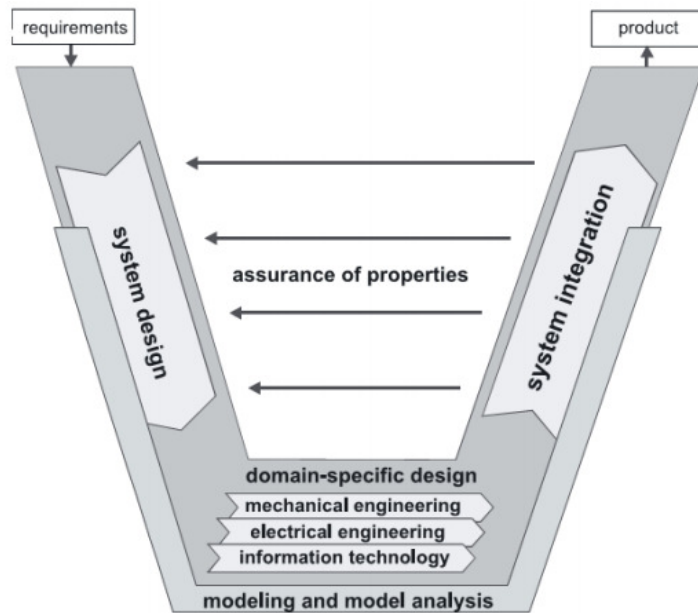 requirements
product
system design
assurance of properties
system integration
domain-specific design
mechanical engineering
electrical engineering
information technology
modeling and model analysis